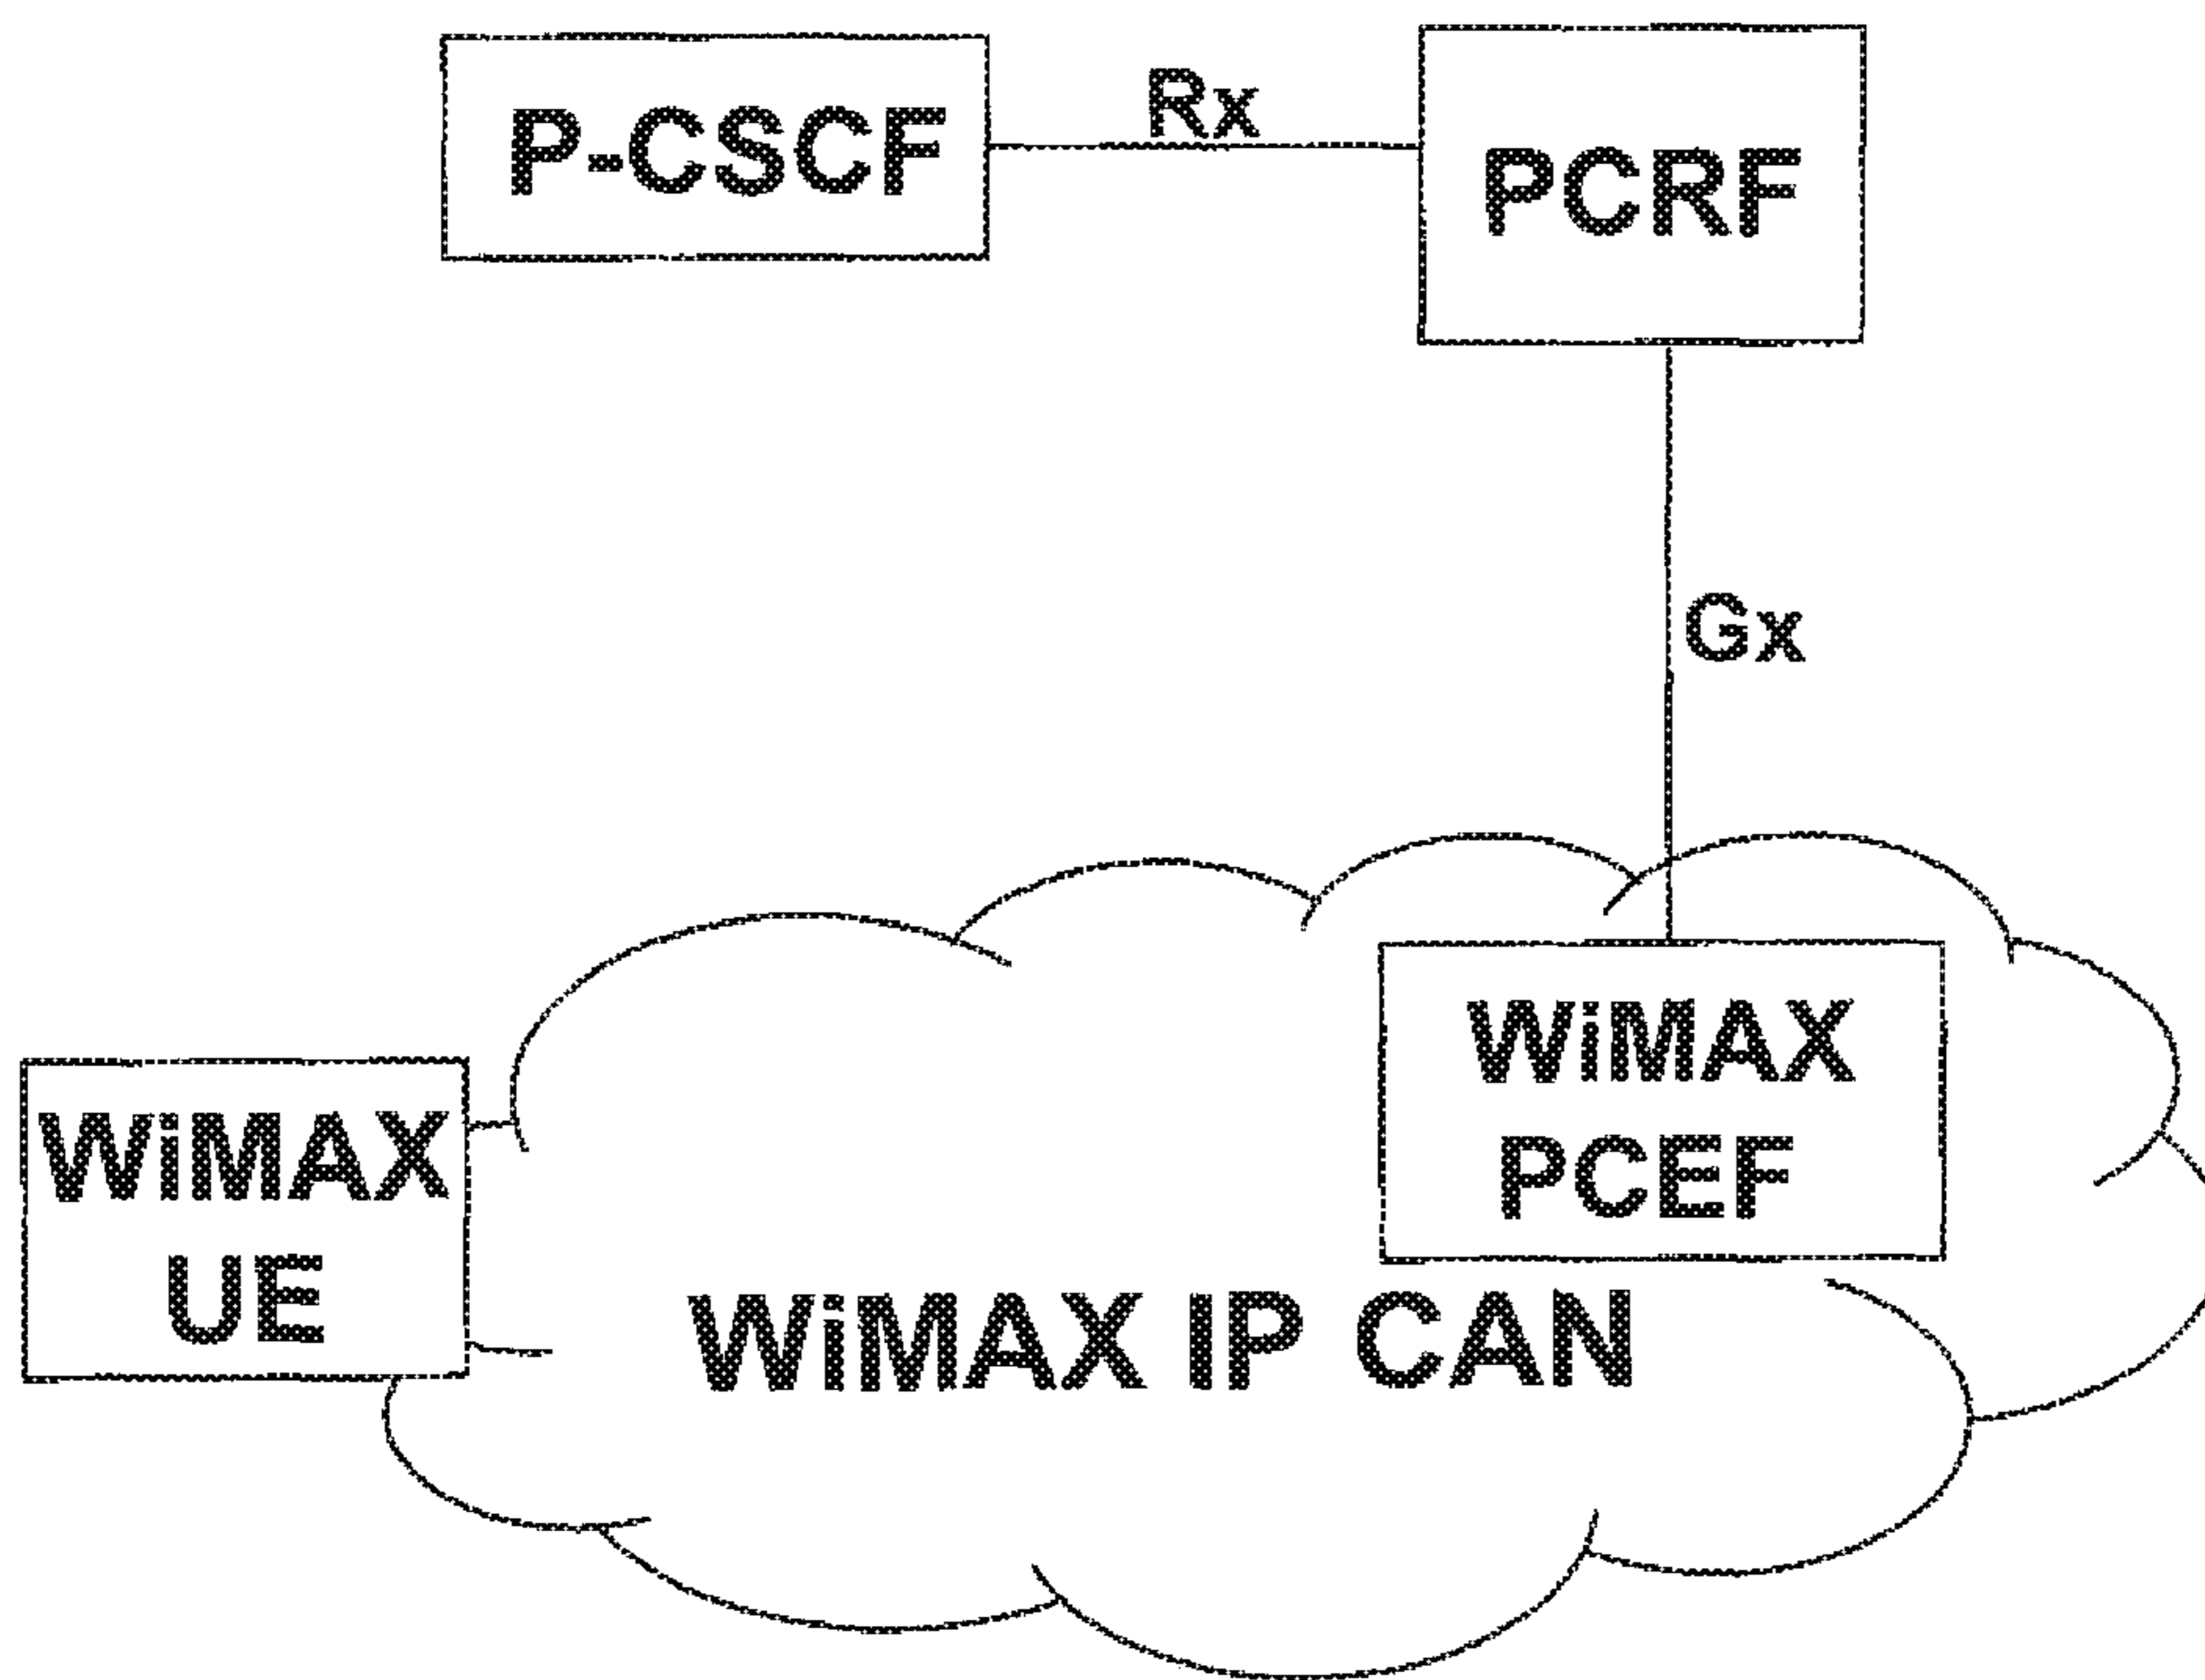 P-CSCF
Rx
PCRF
Gx
WiMAX
PCEF
WiMAX
UE
WiMAX IP CAN